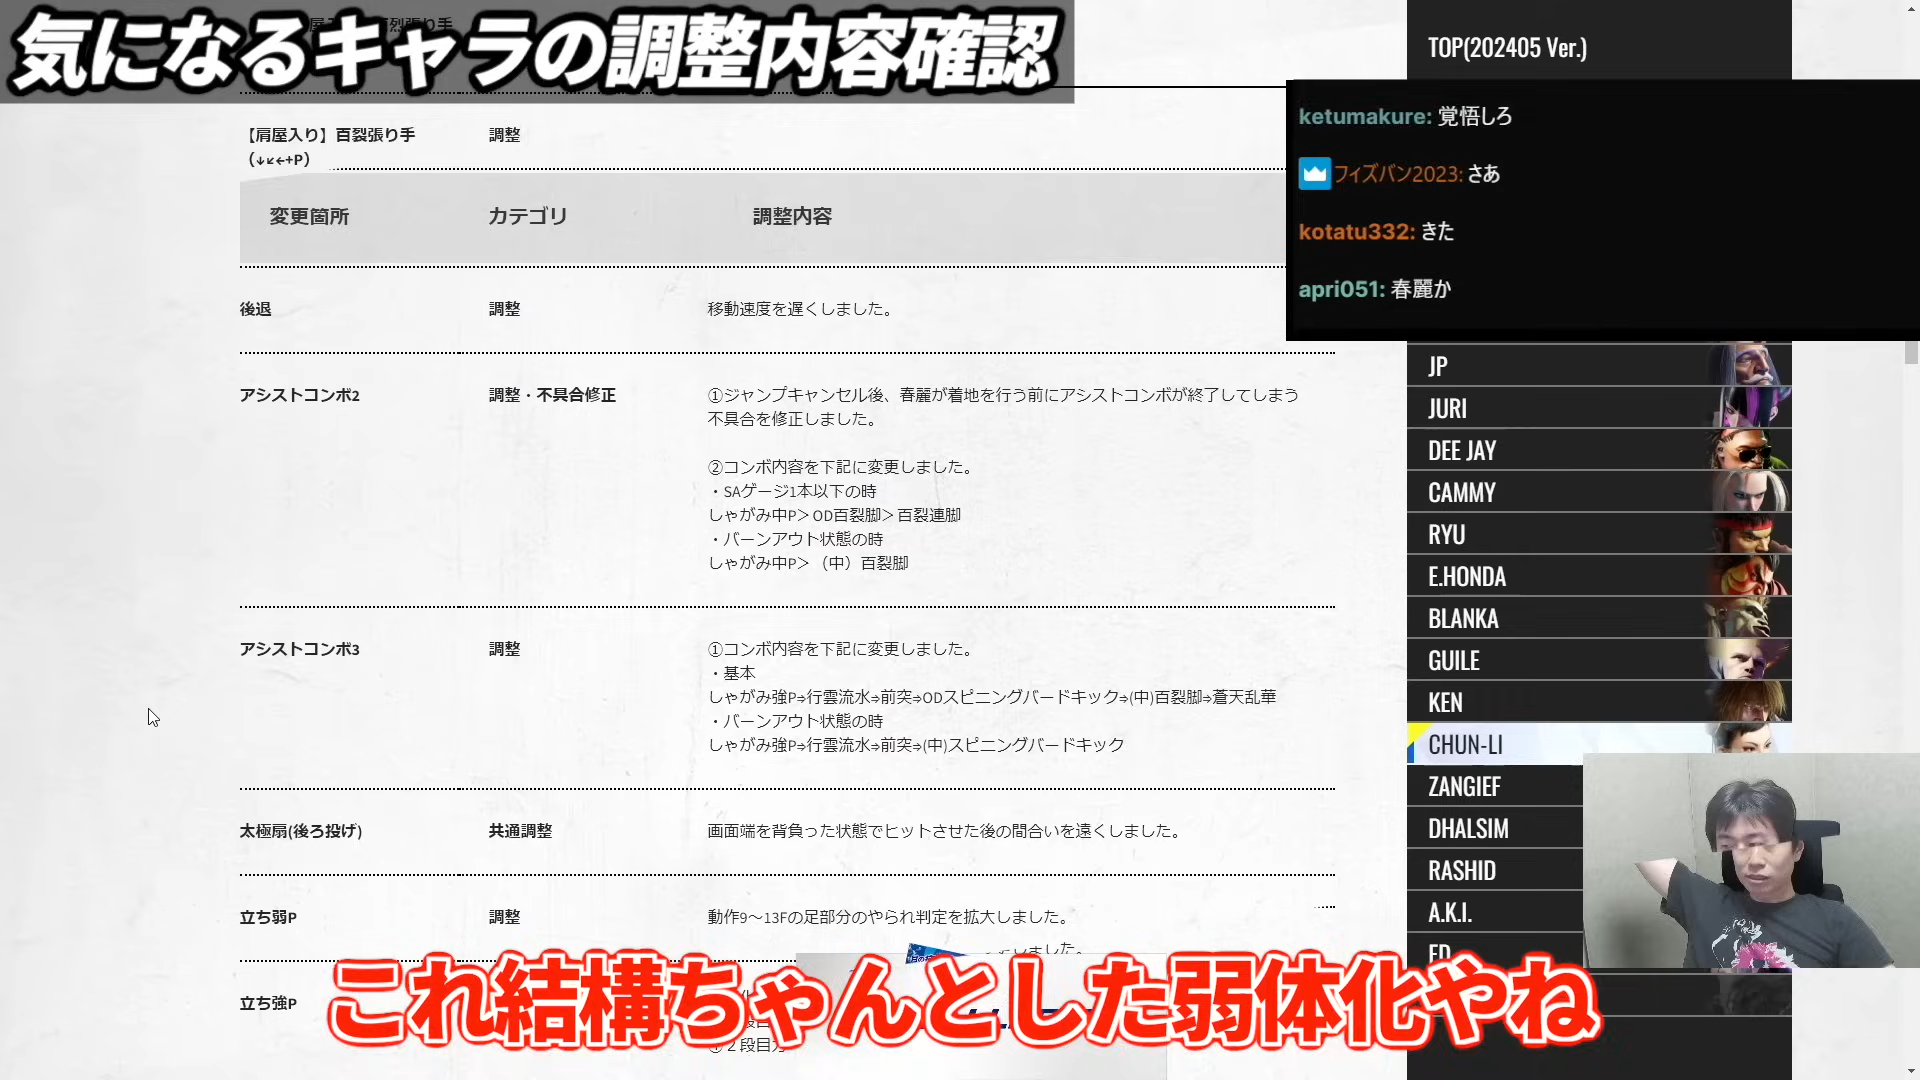 気になるキャラの調整内容確認
【肩屋入り】百裂張り手
（↓↙←+P）
調整
変更箇所
カテゴリ
調整内容
後退
調整
移動速度を遅くしました。
アシストコンボ2
調整・不具合修正
①ジャンプキャンセル後、春麗が着地を行う前にアシストコンボが終了してしまう
不具合を修正しました。
②コンボ内容を下記に変更しました。
・SAゲージ1本以下の時
しゃがみ中P＞OD百裂脚＞百裂連脚
・バーンアウト状態の時
しゃがみ中P＞（中）百裂脚
アシストコンボ3
調整
①コンボ内容を下記に変更しました。
・基本
しゃがみ強P⇒行雲流水⇒前突⇒ODスピニングバードキック⇒(中)百裂脚⇒蒼天乱華
・バーンアウト状態の時
しゃがみ強P⇒行雲流水⇒前突⇒(中)スピニングバードキック
太極扇(後ろ投げ)
共通調整
画面端を背負った状態でヒットさせた後の間合いを遠くしました。
立ち弱P
調整
動作9～13Fの足部分のやられ判定を拡大しました。
立ち強P
これ結構ちゃんとした弱体化やね
TOP(202405 Ver.)
ketumakure: 覚悟しろ
フィズバン2023: さあ
kotatu332: きた
apri051: 春麗か
JP
JURI
DEE JAY
CAMMY
RYU
E.HONDA
BLANKA
GUILE
KEN
CHUN-LI
ZANGIEF
DHALSIM
RASHID
A.K.I.
ED